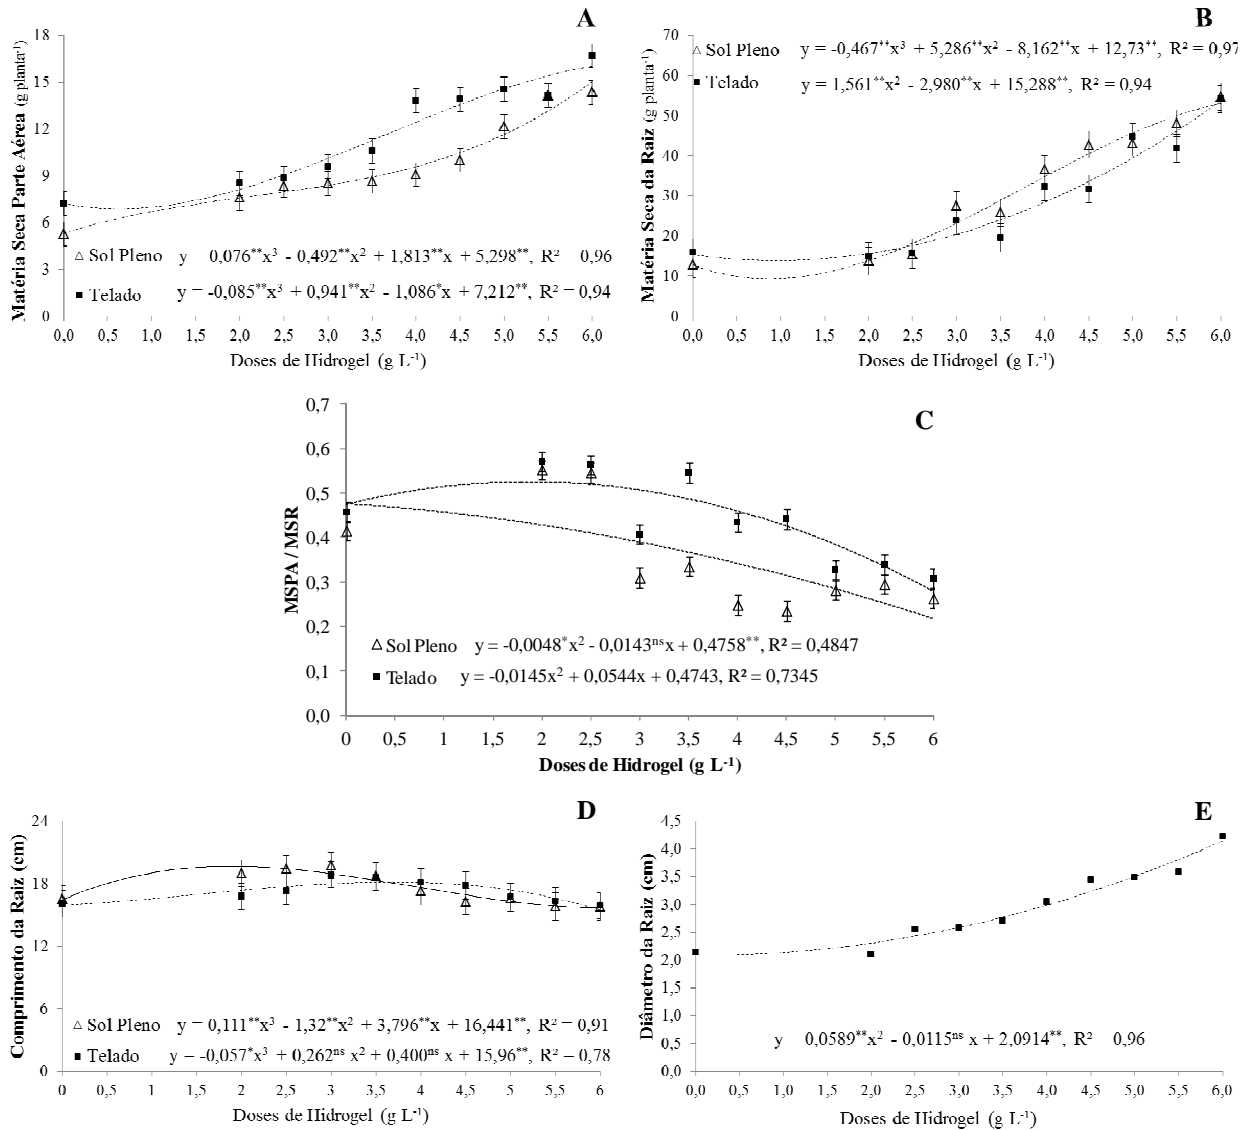 A
Matéria Seca Parte Aérea (g planta⁻¹)
18
15
12
9
6
3
0
Sol Pleno y 0,076**x³ - 0,492**x² + 1,813**x + 5,298**, R² 0,96
Telado y = -0,085**x³ + 0,941**x² - 1,086*x + 7,212**, R² = 0,94
0,0 1,0 2,0 2,5 3,0 3,5 4,0 4,5 5,0 5,5 6,0
Doses de Hidrogel (g L⁻¹)
B
Matéria Seca da Raiz (g planta⁻¹)
70
60
50
40
30
20
10
0
Sol Pleno y = -0,467**x³ + 5,286**x² - 8,162**x + 12,73**, R² = 0,97
Telado y = 1,561**x² - 2,980**x + 15,288**, R² = 0,94
0,0 0,5 1,0 1,5 2,0 2,5 3,0 3,5 4,0 4,5 5,0 5,5 6,0
Doses de Hidrogel (g L⁻¹)
C
MSPA / MSR
0,7
0,6
0,5
0,4
0,3
0,2
0,1
0,0
Sol Pleno y = -0,0048*x² - 0,0143ⁿˢx + 0,4758**, R² = 0,4847
Telado y = -0,0145x² + 0,0544x + 0,4743, R² = 0,7345
0 0,5 1 1,5 2 2,5 3 3,5 4 4,5 5 5,5 6
Doses de Hidrogel (g L⁻¹)
D
Comprimento da Raiz (cm)
24
18
12
6
0
Sol Pleno y = 0,111**x³ - 1,32**x² + 3,796**x + 16,441**, R² = 0,91
Telado y = -0,057*x³ + 0,262ⁿˢ x² + 0,400ⁿˢ x + 15,96**, R² = 0,78
0 0,5 1 1,5 2 2,5 3 3,5 4 4,5 5 5,5 6
Doses de Hidrogel (g L⁻¹)
E
Diâmetro da Raiz (cm)
4,5
4,0
3,5
3,0
2,5
2,0
1,5
1,0
0,5
0,0
y 0,0589**x² - 0,0115ⁿˢ x + 2,0914**, R² 0,96
0,0 0,5 1,0 1,5 2,0 2,5 3,0 3,5 4,0 4,5 5,0 5,5 6,0
Doses de Hidrogel (g L⁻¹)